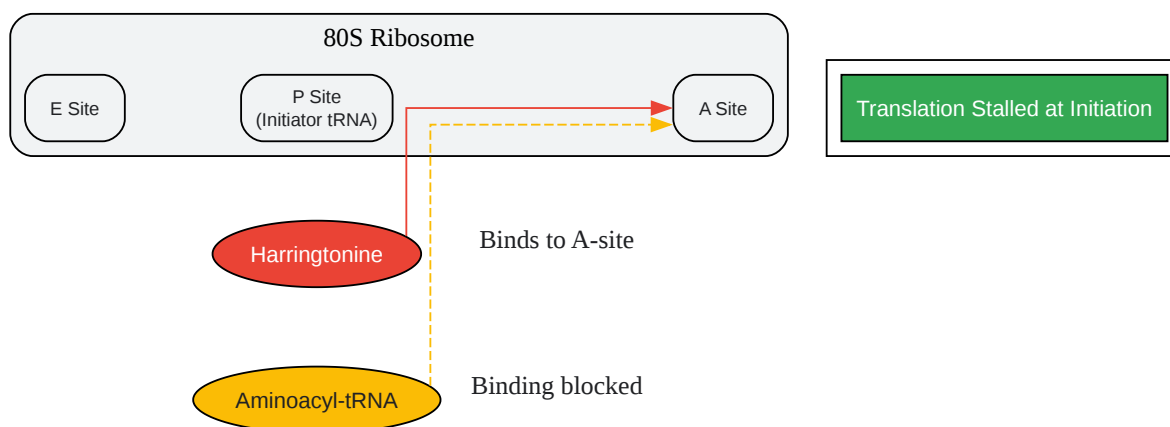 80S Ribosome
E Site
P Site
(Initiator tRNA)
A Site
Translation Stalled at Initiation
Harringtonine
Binds to A-site
Aminoacyl-tRNA
Binding blocked